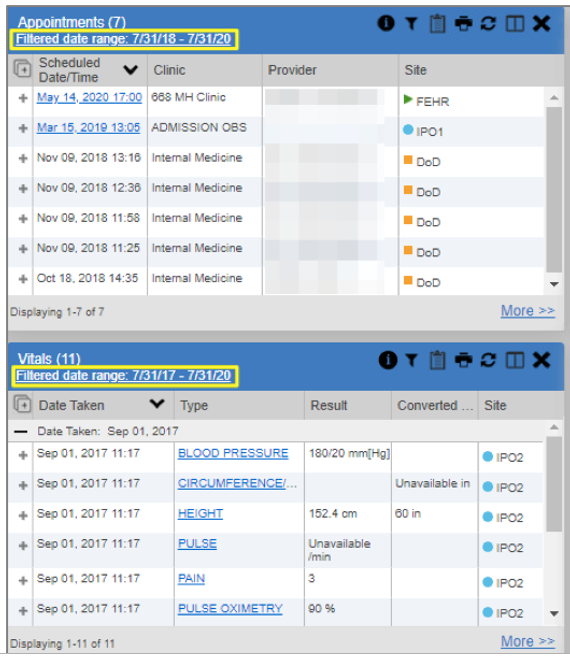 Appointments (7)
Filtered date range: 7/31/18 - 7/31/20
Scheduled Date/Time Clinic Provider Site
May 14, 2020 17:00 668 MH Clinic FEHR
Mar 15, 2019 13:05 ADMISSION OBS IPO1
Nov 09, 2018 13:16 Internal Medicine DoD
Nov 09, 2018 12:36 Internal Medicine DoD
Nov 09, 2018 11:58 Internal Medicine DoD
Nov 09, 2018 11:25 Internal Medicine DoD
Oct 18, 2018 14:35 Internal Medicine DoD
Displaying 1-7 of 7 More >>
Vitals (11)
Filtered date range: 7/31/17 - 7/31/20
Date Taken Type Result Converted ... Site
Date Taken: Sep 01, 2017
Sep 01, 2017 11:17 BLOOD PRESSURE 180/20 mm[Hg] IPO2
Sep 01, 2017 11:17 CIRCUMFERENCE/... Unavailable in IPO2
Sep 01, 2017 11:17 HEIGHT 152.4 cm 60 in IPO2
Sep 01, 2017 11:17 PULSE Unavailable /min IPO2
Sep 01, 2017 11:17 PAIN 3 IPO2
Sep 01, 2017 11:17 PULSE OXIMETRY 90 % IPO2
Displaying 1-11 of 11 More >>